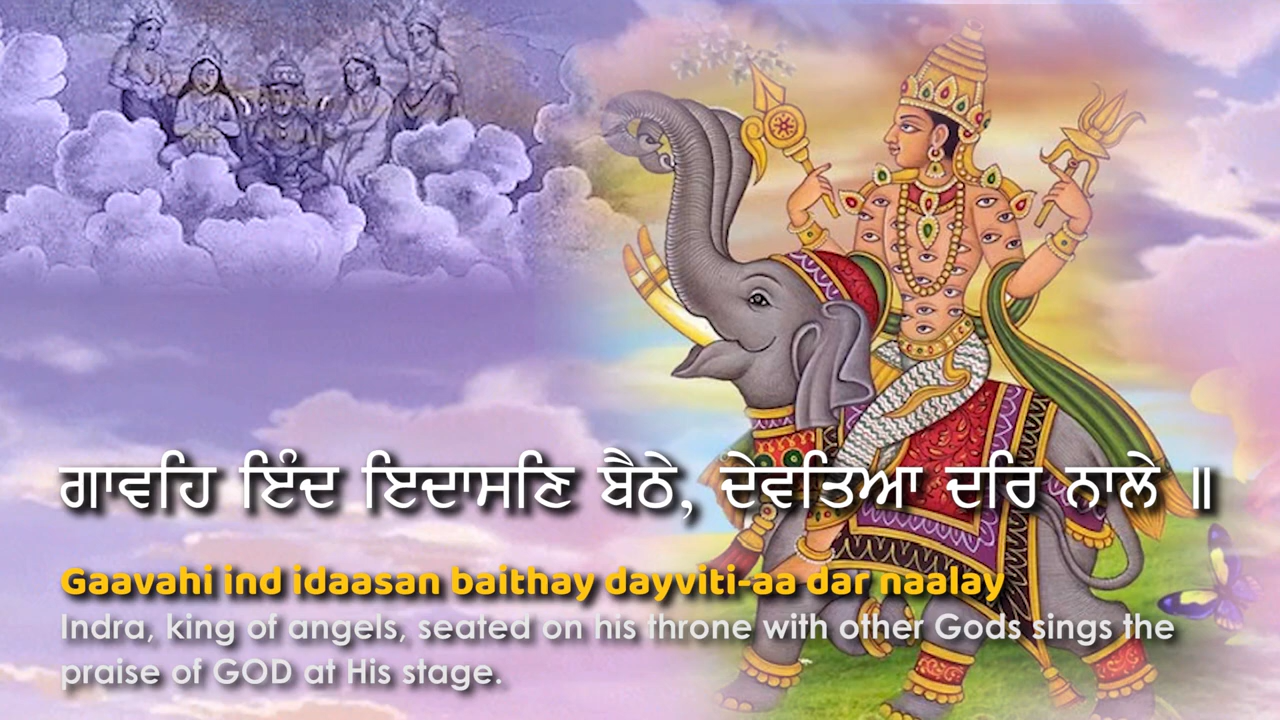 ਗਾਵਹਿ ਇੰਦ ਇਦਾਸਣਿ ਬੈਠੇ, ਦੇਵਤਿਆ ਦਰਿ ਨਾਲੇ ॥
Gaavahi ind idaasan baithay dayviti-aa dar naalay
Indra, king of angels, seated on his throne with other Gods sings the
praise of GOD at His stage.